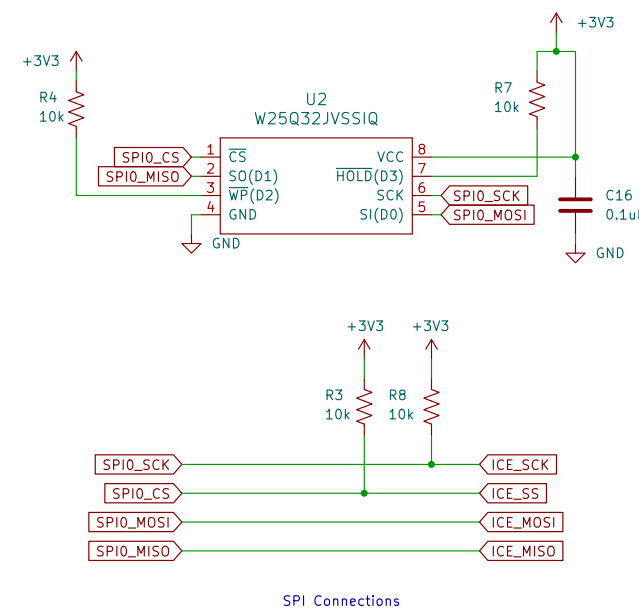 +3V3
+3V3
R4
10k
U2
W25Q32JVSSIQ
R7
10k
SPI0_CS 1 CS VCC 8
SPI0_MISO 2 SO(D1) HOLD(D3) 7
3 WP(D2) SCK 6 SPI0_SCK
4 GND SI(D0) 5 SPI0_MOSI
C16
0.1u
GND
GND
+3V3 +3V3
R3 R8
10k 10k
SPI0_SCK ICE_SCK
SPI0_CS ICE_SS
SPI0_MOSI ICE_MOSI
SPI0_MISO ICE_MISO
SPI Connections